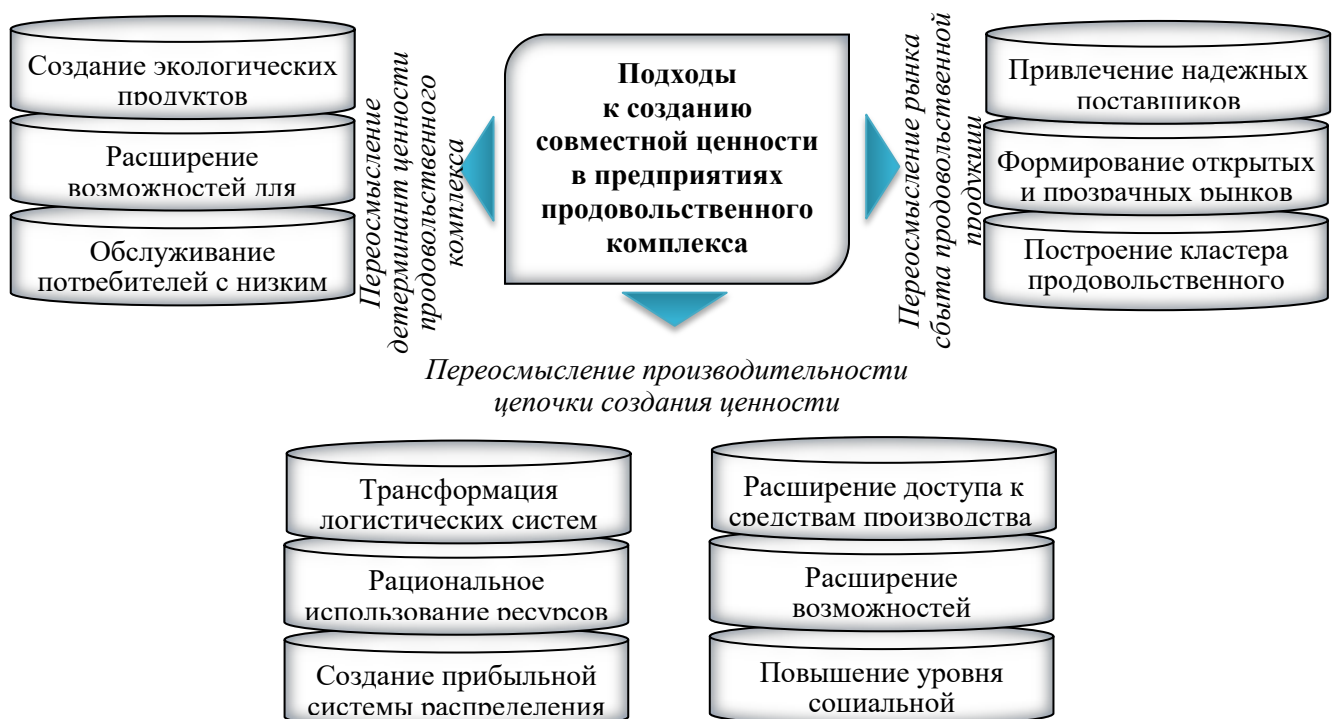 Создание экологических
продуктов
Расширение
возможностей для
Обслуживание
потребителей с низким
Переосмысление
детерминант ценности
продовольственного
комплекса
Подходы
к созданию
совместной ценности
в предприятиях
продовольственного
комплекса
Переосмысление рынка
сбыта продовольственной
продукции
Привлечение надежных
поставщиков
Формирование открытых
и прозрачных рынков
Построение кластера
продовольственного
Переосмысление производительности
цепочки создания ценности
Трансформация
логистических систем
Рациональное
использование ресурсов
Создание прибыльной
системы распределения
Расширение доступа к
средствам производства
Расширение
возможностей
Повышение уровня
социальной